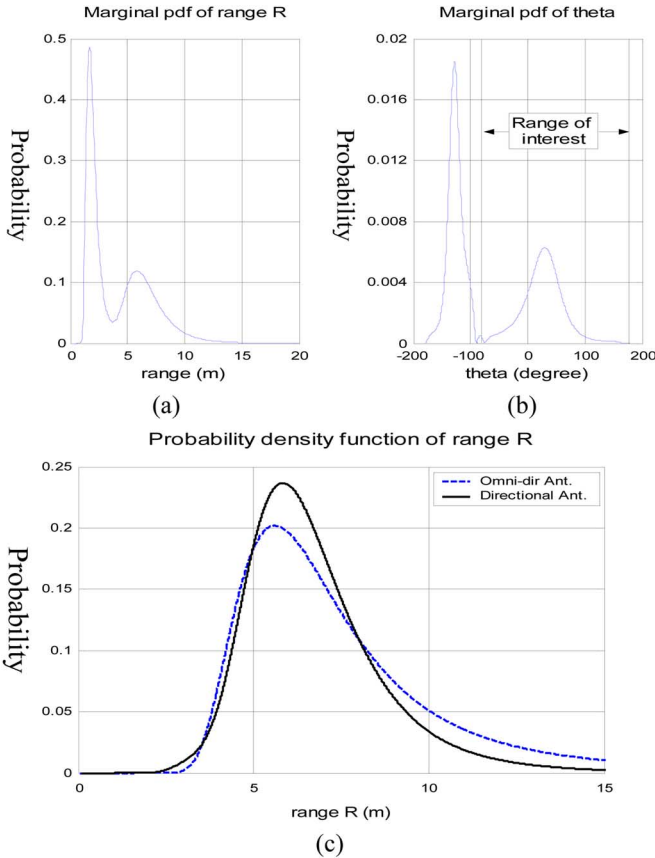 Marginal pdf of range R
0.5
0.4
0.3
0.2
0.1
0
0 5 10 15 20
Probability
range (m)
(a)
Marginal pdf of theta
0.02
0.016
0.012
0.008
0.004
0
-200 -100 0 100 200
Probability
Range of
interest
theta (degree)
(b)
Probability density function of range R
0.25
0.2
0.15
0.1
0.05
0
0 5 10 15
Probability
Omni-dir Ant.
Directional Ant.
range R (m)
(c)